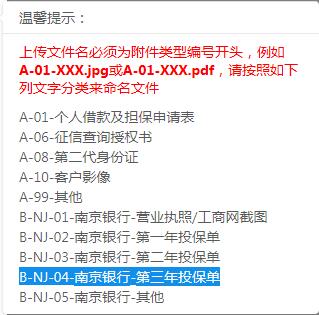 温馨提示：
上传文件名必须为附件类型编号开头，例如
A-01-XXX.jpg或A-01-XXX.pdf，请按照如下
列文字分类来命名文件
A-01-个人借款及担保申请表
A-06-征信查询授权书
A-08-第二代身份证
A-10-客户影像
A-99-其他
B-NJ-01-南京银行-营业执照/工商网截图
B-NJ-02-南京银行-第一年投保单
B-NJ-03-南京银行-第二年投保单
B-NJ-04-南京银行-第三年投保单
B-NJ-05-南京银行-其他